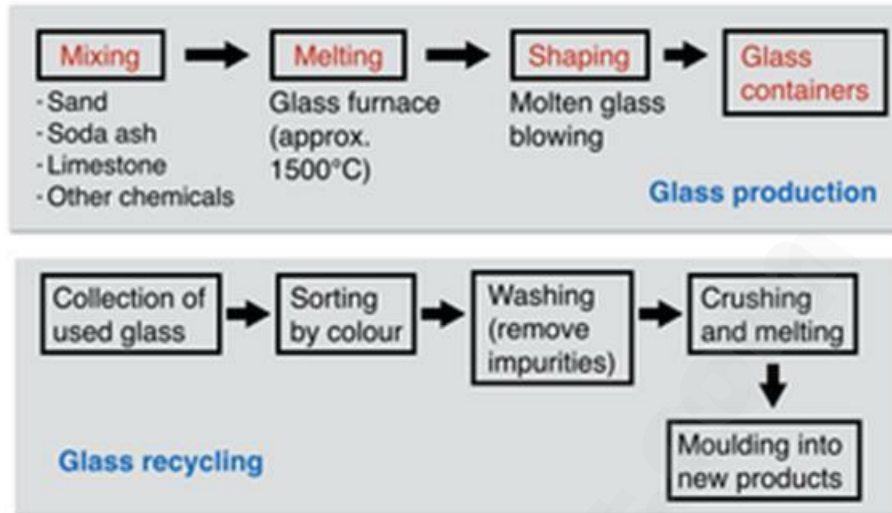 Mixing
- Sand
- Soda ash
- Limestone
- Other chemicals
Melting
Glass furnace
(approx.
1500°C)
Shaping
Molten glass
blowing
Glass
containers
Glass production
Collection of
used glass
Sorting
by colour
Washing
(remove
impurities)
Crushing
and melting
Moulding into
new products
Glass recycling